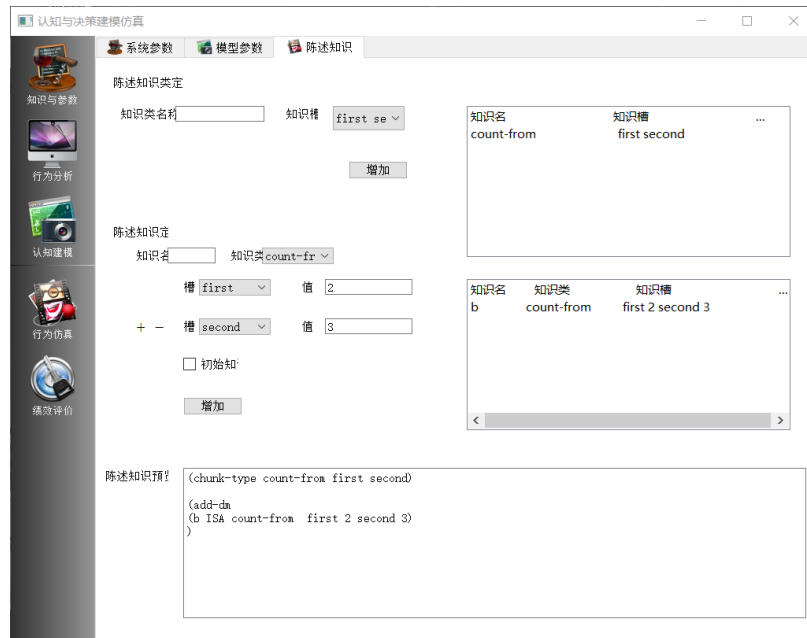 认知与决策建模仿真
系统参数 模型参数 陈述知识
知识与参数
行为分析
认知建模
行为仿真
绩效评价
陈述知识类定
知识类名称 知识槽 first se
增加
知识名 知识槽 ...
count-from first second
陈述知识定
知识名 知识类 count-fr
槽 first 值 2
+ - 槽 second 值 3
初始知
增加
知识名 知识类 知识槽 ...
b count-from first 2 second 3
陈述知识预览
(chunk-type count-from first second)
(add-dm
(b ISA count-from first 2 second 3)
)